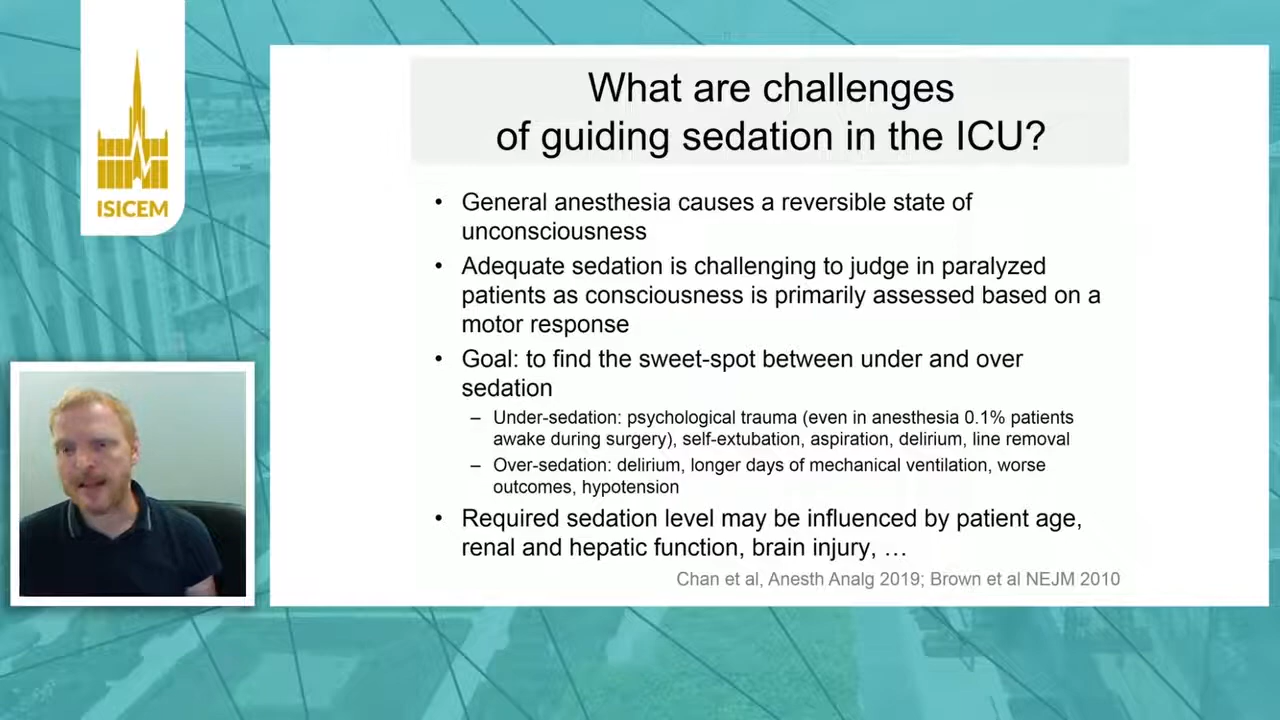 ISICEM
What are challenges
of guiding sedation in the ICU?
• General anesthesia causes a reversible state of
unconsciousness
• Adequate sedation is challenging to judge in paralyzed
patients as consciousness is primarily assessed based on a
motor response
• Goal: to find the sweet-spot between under and over
sedation
– Under-sedation: psychological trauma (even in anesthesia 0.1% patients
awake during surgery), self-extubation, aspiration, delirium, line removal
– Over-sedation: delirium, longer days of mechanical ventilation, worse
outcomes, hypotension
• Required sedation level may be influenced by patient age,
renal and hepatic function, brain injury, …
Chan et al, Anesth Analg 2019; Brown et al NEJM 2010